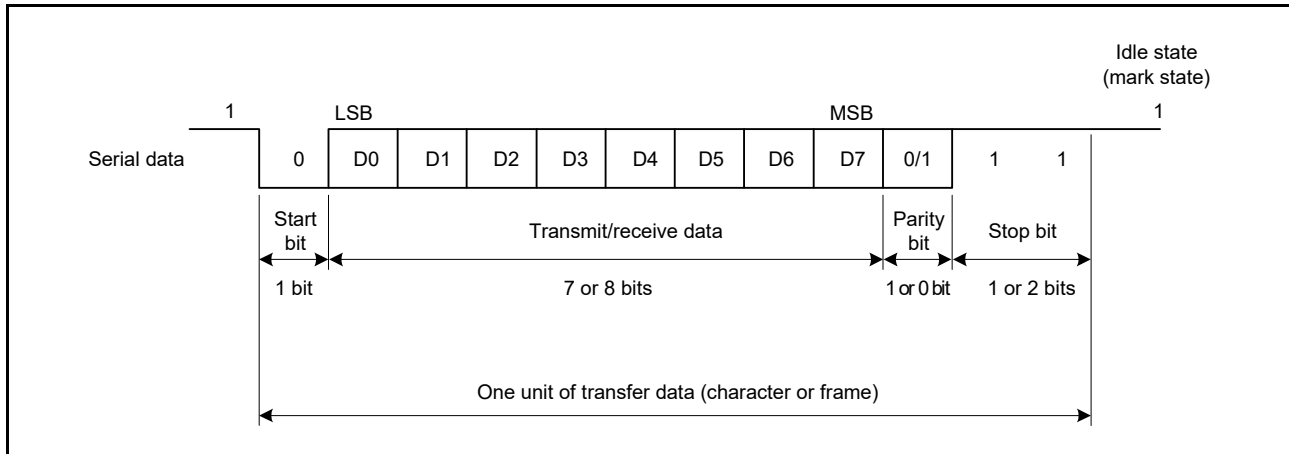 Idle state
(mark state)
1 LSB MSB 1
Serial data 0 D0 D1 D2 D3 D4 D5 D6 D7 0/1 1 1
Start bit Transmit/receive data Parity bit Stop bit
1 bit 7 or 8 bits 1 or 0 bit 1 or 2 bits
One unit of transfer data (character or frame)